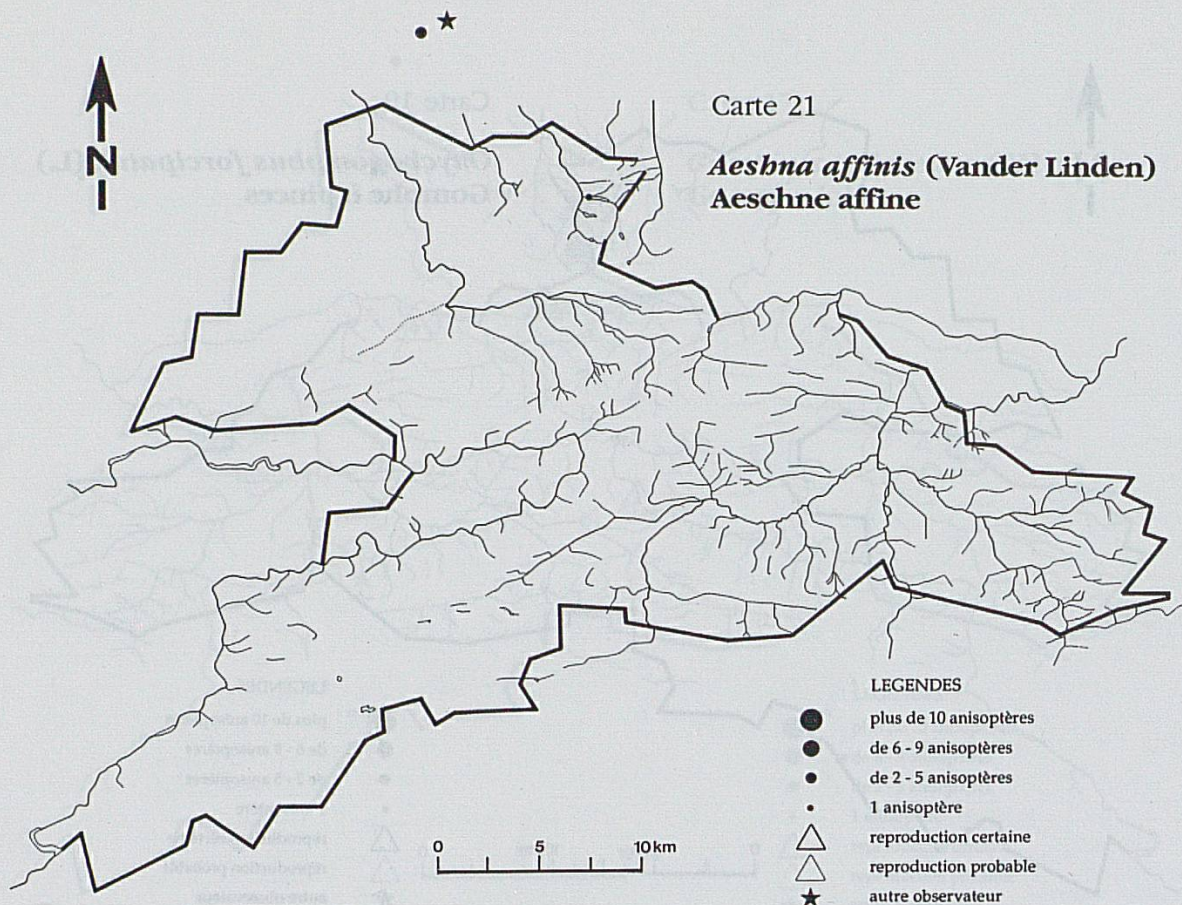 N
Carte 21
Aeshna affinis (Vander Linden)
Aeschne affine
LEGENDES
plus de 10 anisoptères
de 6 - 9 anisoptères
de 2 - 5 anisoptères
1 anisoptère
reproduction certaine
reproduction probable
autre observateur
0 5 10 km